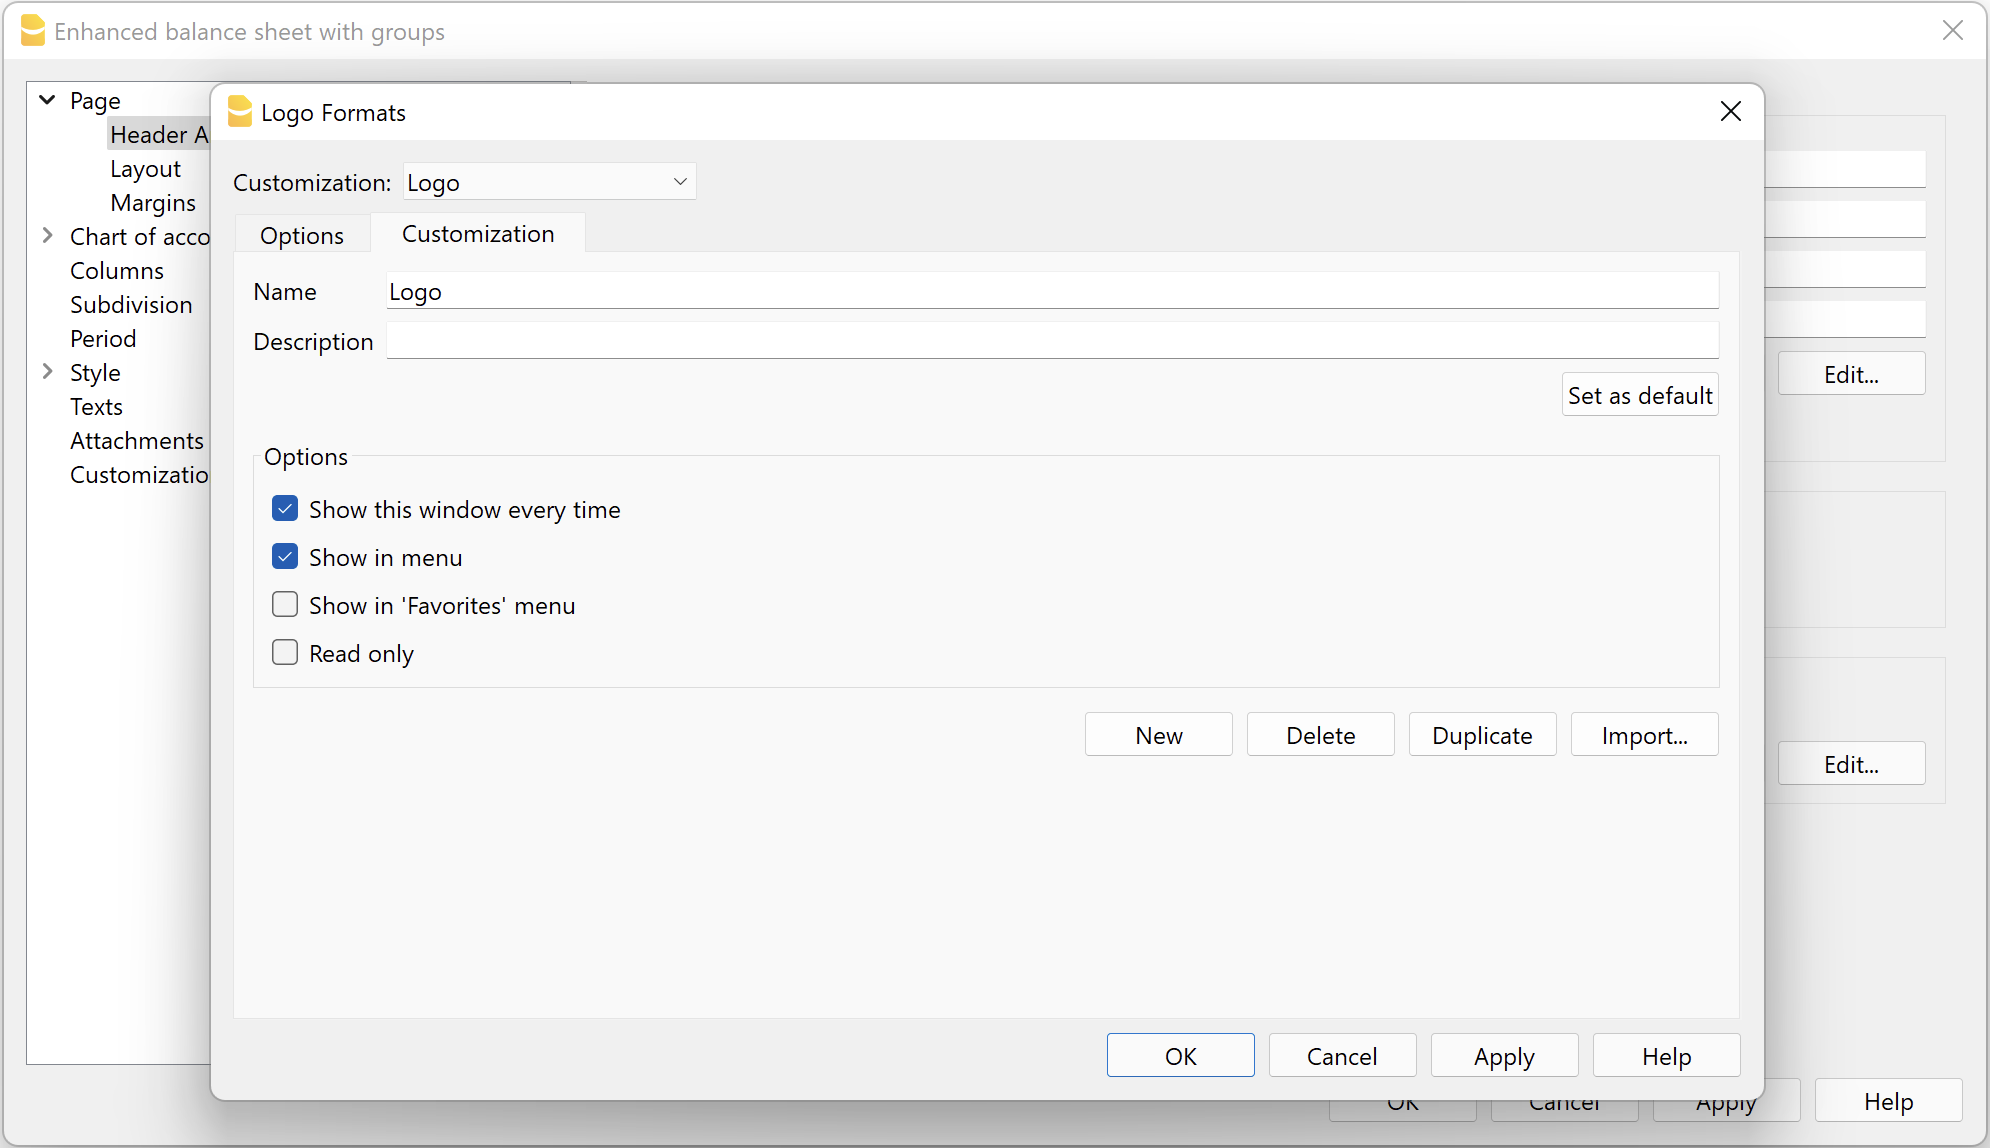 Enhanced balance sheet with groups
Page
Header A
Layout
Margins
Chart of acco
Columns
Subdivision
Period
Style
Texts
Attachments
Customizatio
Logo Formats
Customization: Logo
Options Customization
Name Logo
Description
Set as default
Options
Show this window every time
Show in menu
Show in 'Favorites' menu
Read only
New Delete Duplicate Import...
OK Cancel Apply Help
Edit...
Edit...
OK Cancel Apply Help